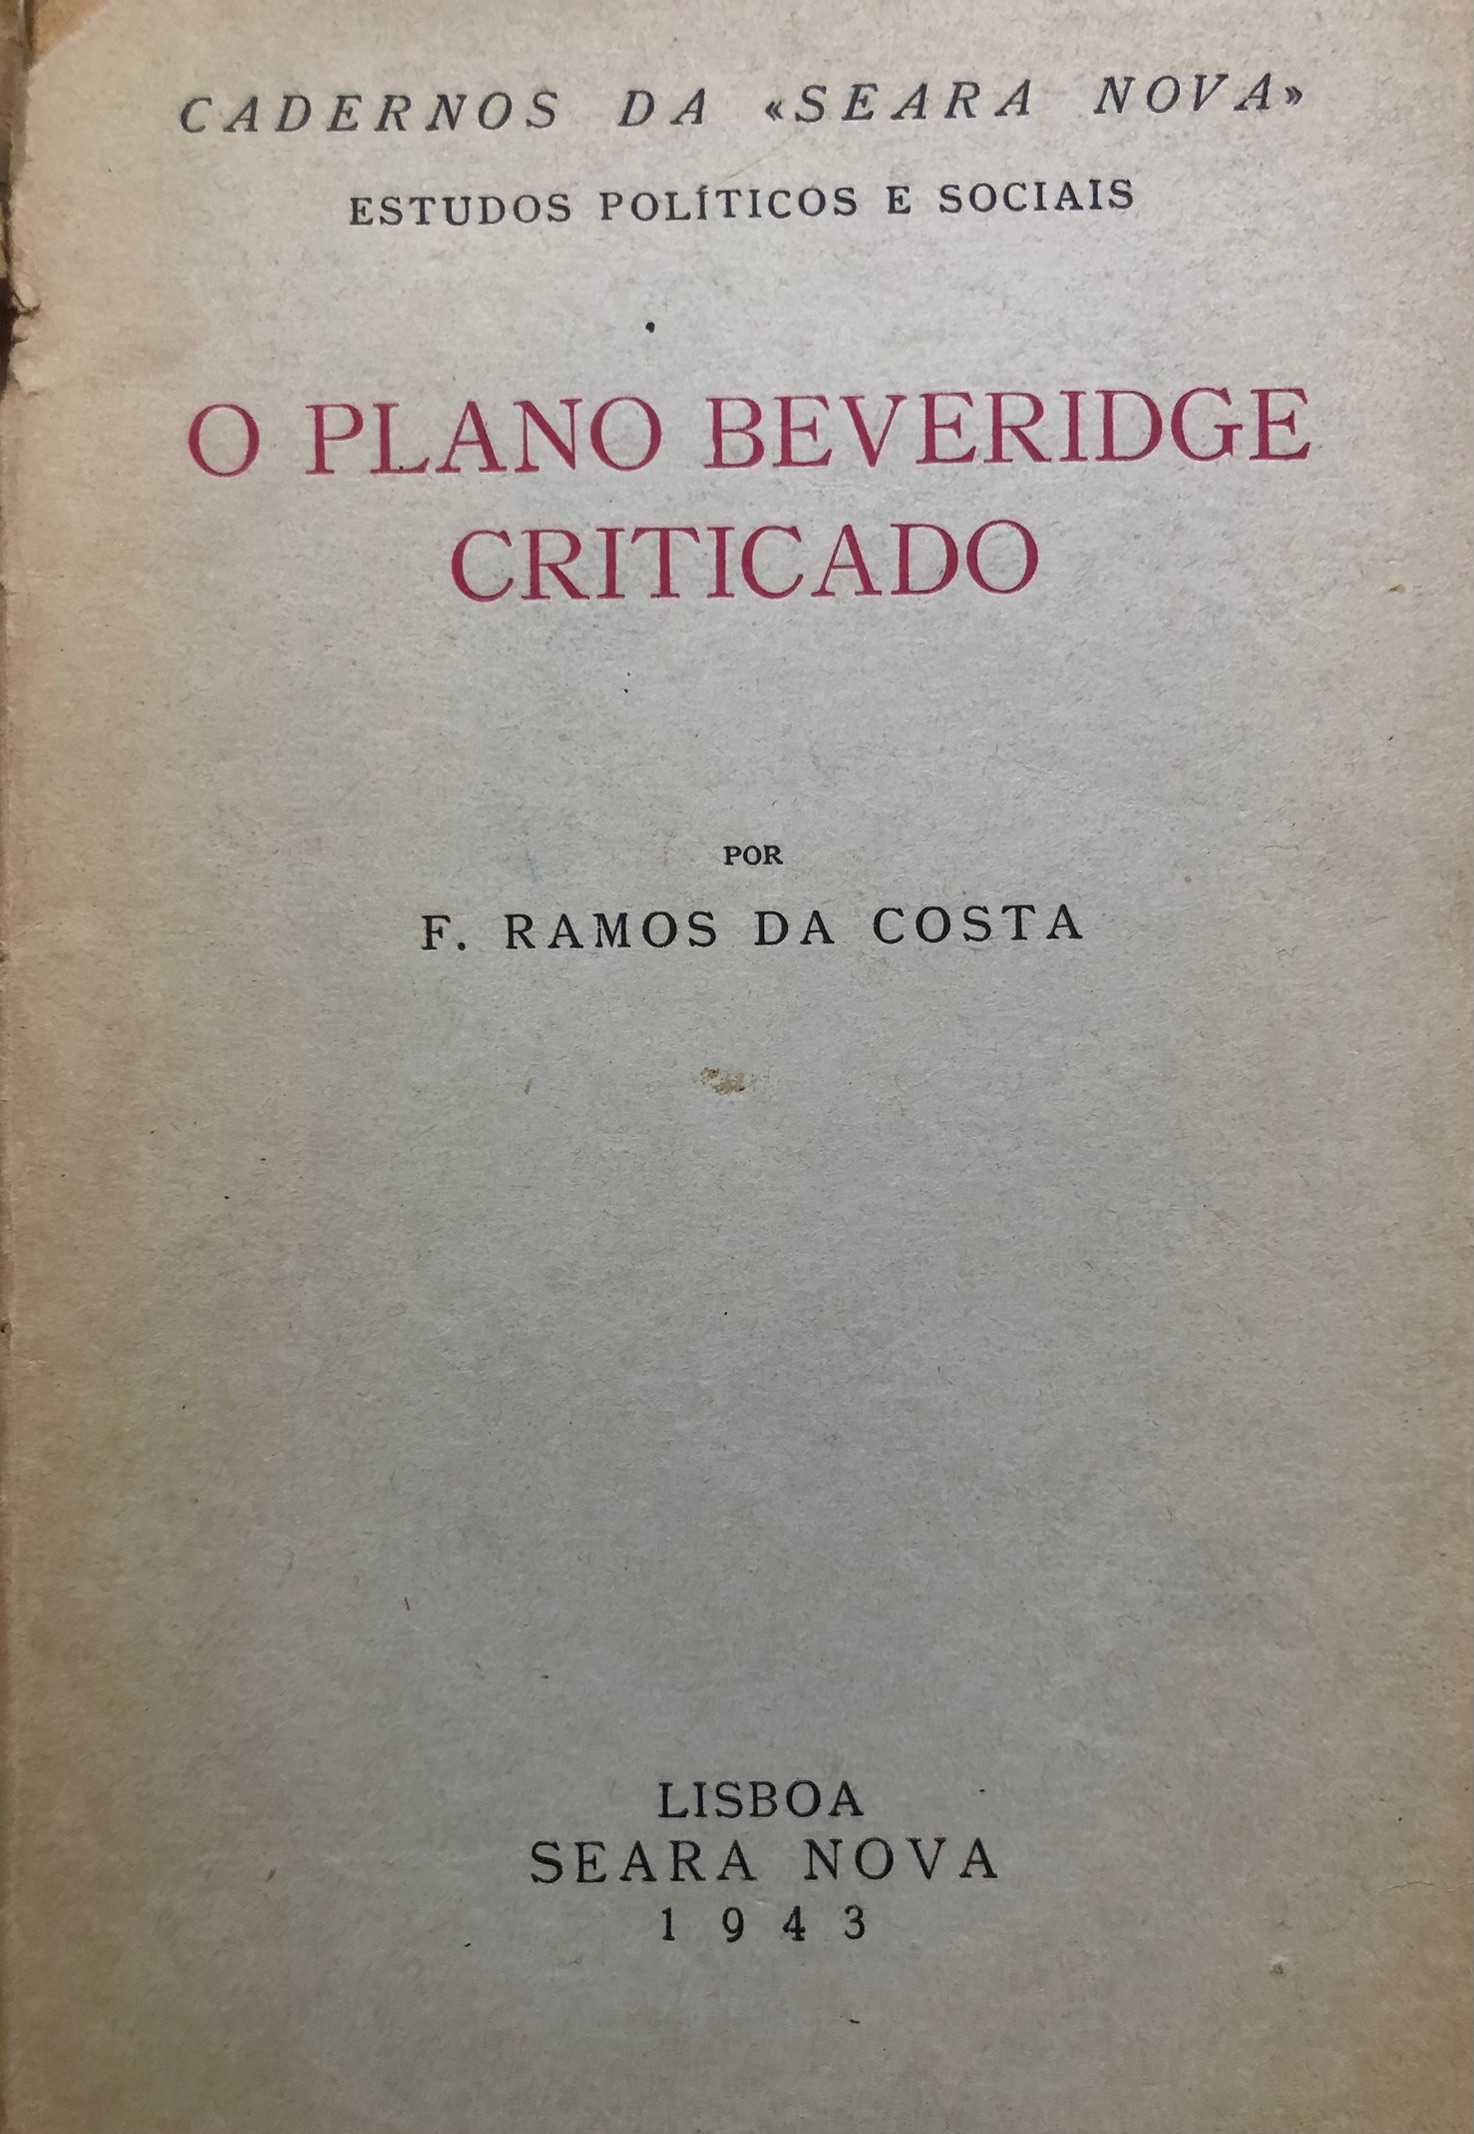 CADERNOS DA «SEARA NOVA»
ESTUDOS POLÍTICOS E SOCIAIS
O PLANO BEVERIDGE
CRITICADO
POR
F. RAMOS DA COSTA
LISBOA
SEARA NOVA
1943